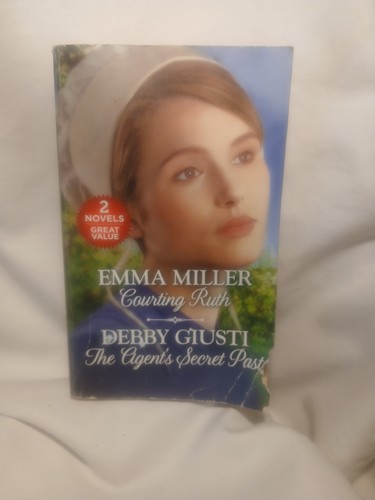 2
NOVELS
GREAT
VALUE
EMMA MILLER
Courting Ruth
DEBBY GIUSTI
The Agent's Secret Past